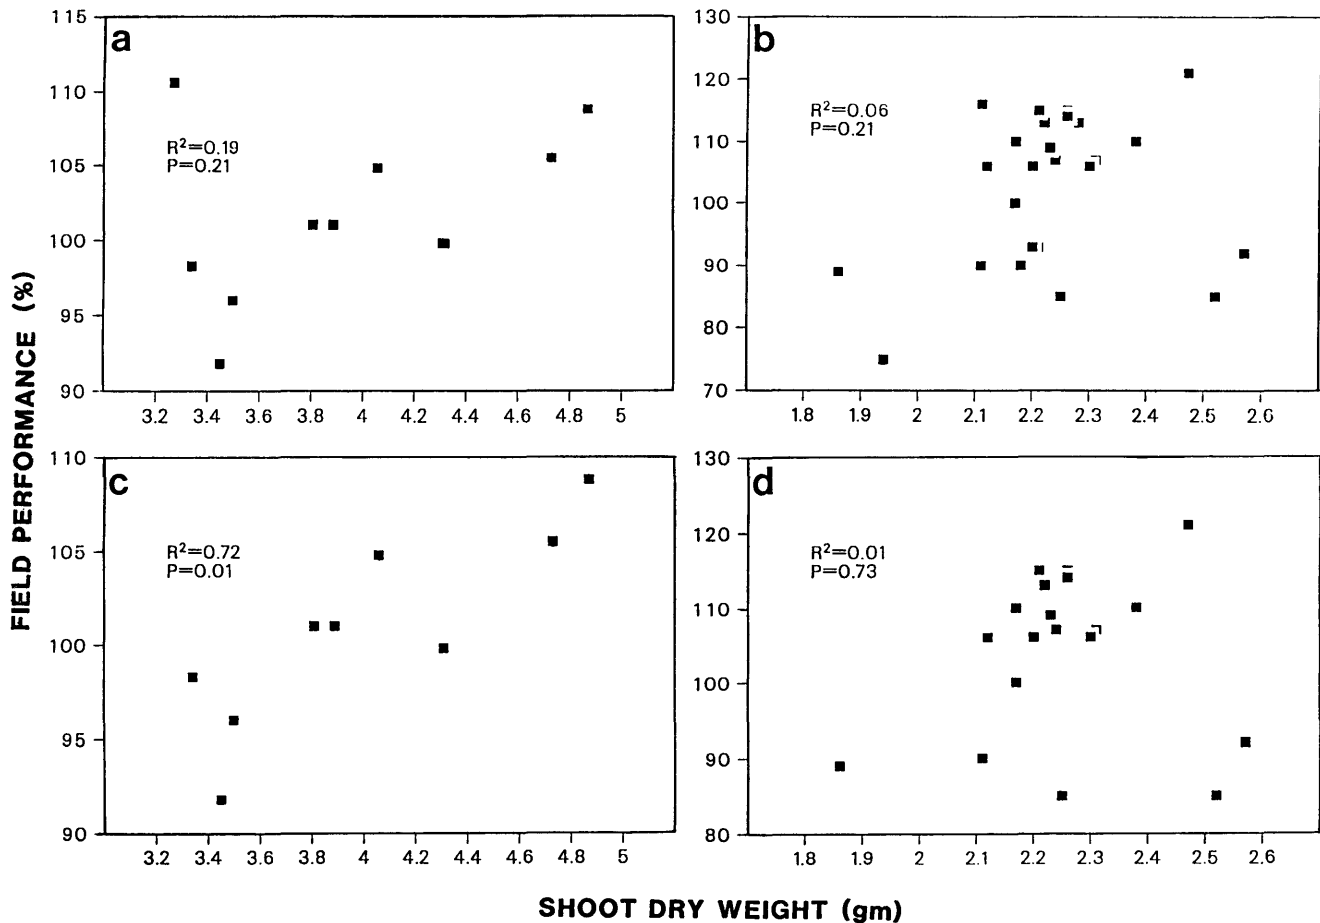 a
115
110
105
100
95
90
R²=0.19
P=0.21
3.2 3.4 3.6 3.8 4 4.2 4.4 4.6 4.8 5
b
130
120
110
100
90
80
70
R²=0.06
P=0.21
1.8 1.9 2 2.1 2.2 2.3 2.4 2.5 2.6
c
110
105
100
95
90
R²=0.72
P=0.01
3.2 3.4 3.6 3.8 4 4.2 4.4 4.6 4.8 5
d
130
120
110
100
90
80
R²=0.01
P=0.73
1.8 1.9 2 2.1 2.2 2.3 2.4 2.5 2.6
FIELD PERFORMANCE (%)
SHOOT DRY WEIGHT (gm)